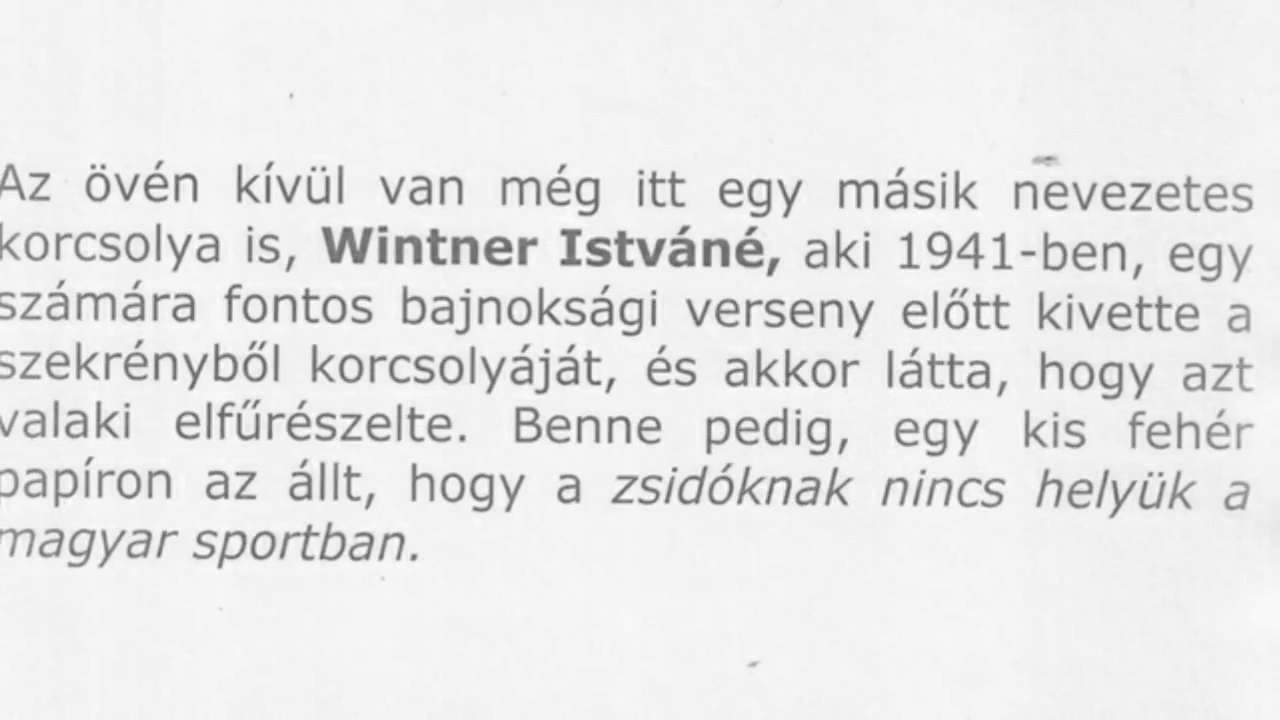 Az övén kívül van még itt egy másik nevezetes
korcsolya is, Wintner Istváné, aki 1941-ben, egy
számára fontos bajnoksági verseny előtt kivette a
szekrényből korcsolyáját, és akkor látta, hogy azt
valaki elfűrészelte. Benne pedig, egy kis fehér
papíron az állt, hogy a zsidóknak nincs helyük a
magyar sportban.